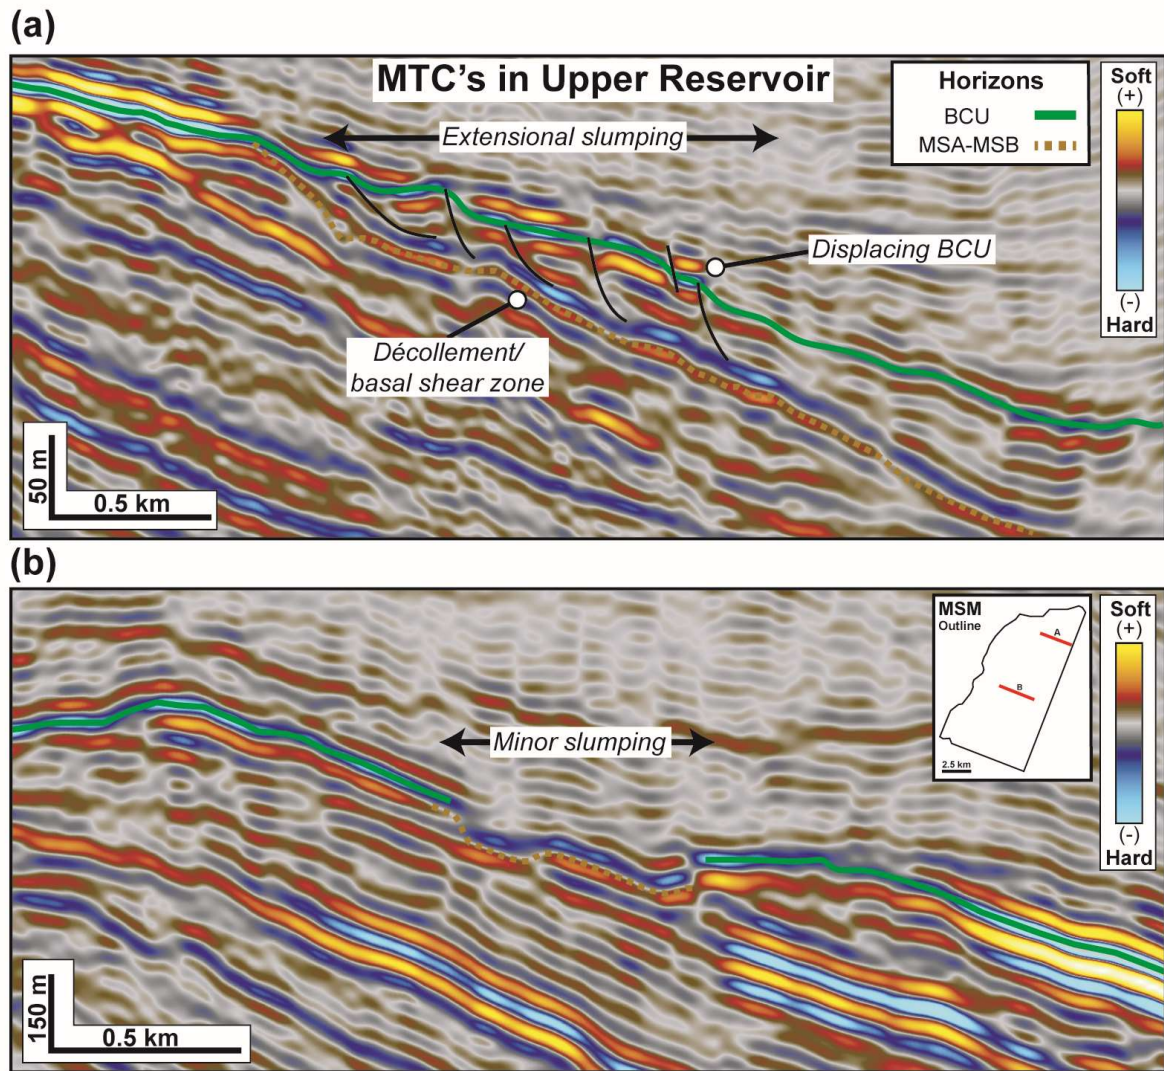 (a)
MTC's in Upper Reservoir
Extensional slumping
Horizons
BCU
MSA-MSB
Soft
(+)
(-)
Hard
Displacing BCU
Décollement/
basal shear zone
50 m
0.5 km
(b)
Minor slumping
MSM
Outline
A
B
2.5 km
Soft
(+)
(-)
Hard
150 m
0.5 km